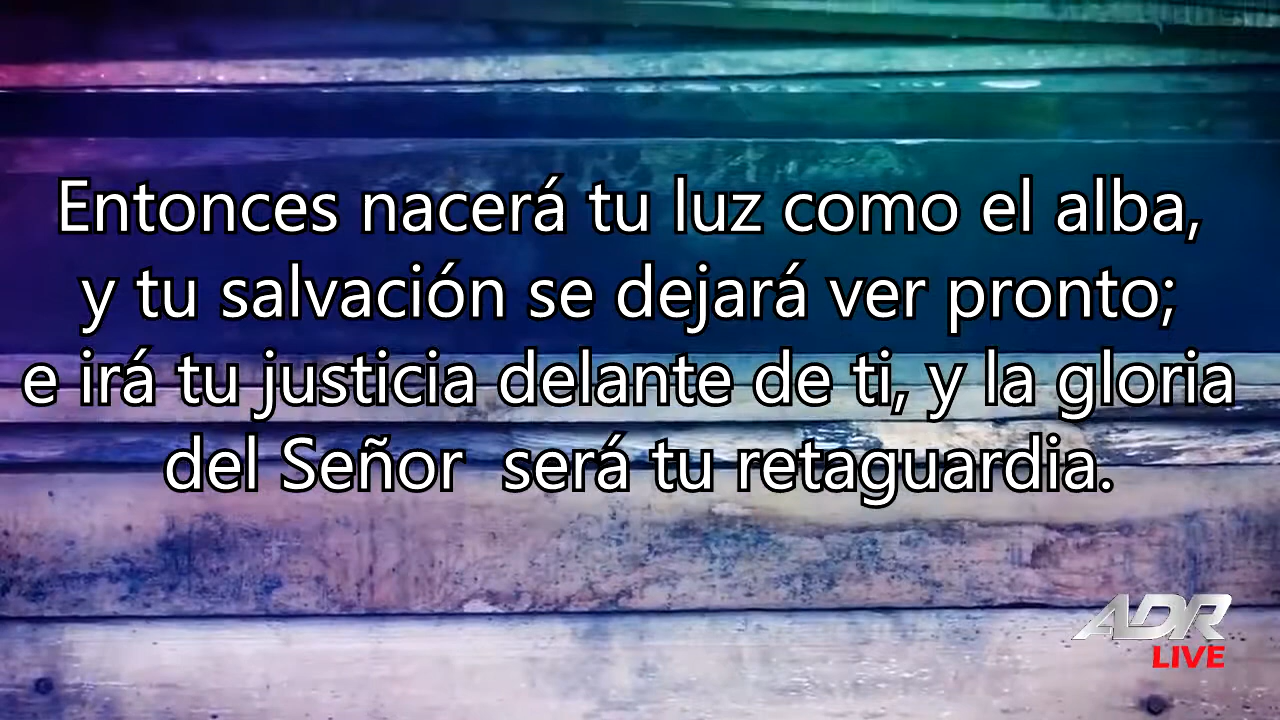 Entonces nacerá tu luz como el alba,
y tu salvación se dejará ver pronto;
e irá tu justicia delante de ti, y la gloria
del Señor  será tu retaguardia.
ADR
LIVE